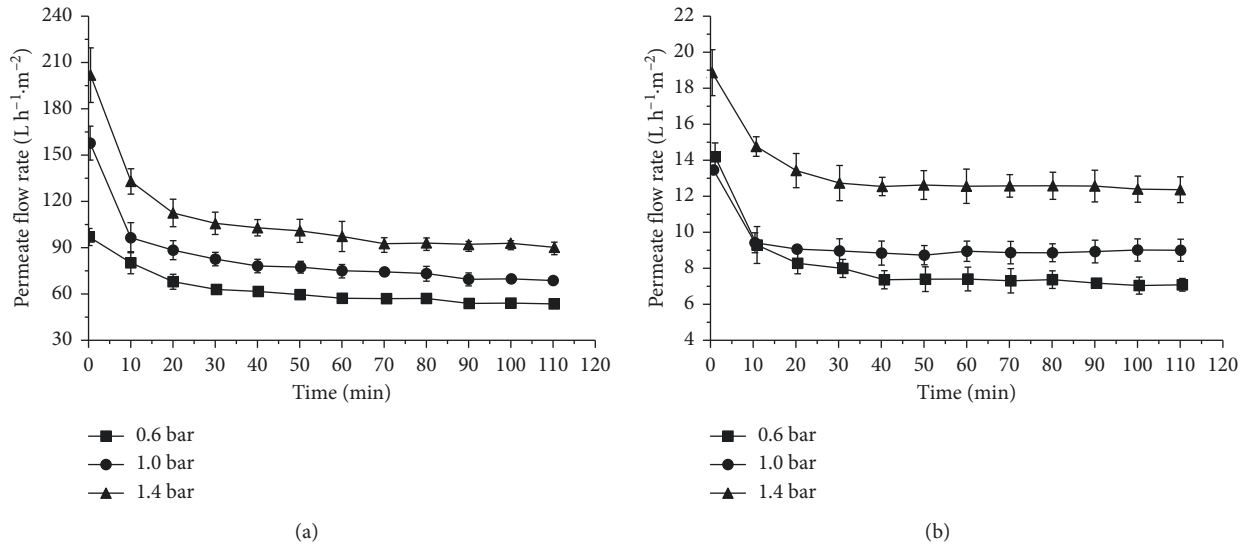 Permeate flow rate (L h⁻¹·m⁻²)
240
210
180
150
120
90
60
30
0 10 20 30 40 50 60 70 80 90 100 110 120
Time (min)
0.6 bar
1.0 bar
1.4 bar
(a)
Permeate flow rate (L h⁻¹·m⁻²)
22
20
18
16
14
12
10
8
6
4
0 10 20 30 40 50 60 70 80 90 100 110 120
Time (min)
0.6 bar
1.0 bar
1.4 bar
(b)